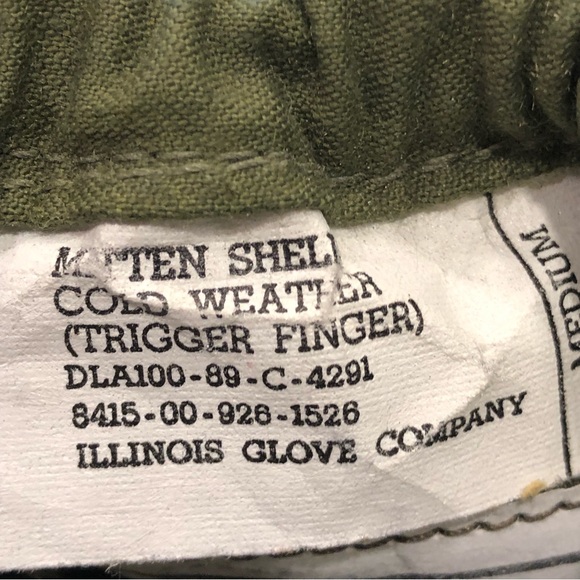 MITTEN SHELL
COLD WEATHER
(TRIGGER FINGER)
DLA100-89-C-4291
8415-00-926-1526
ILLINOIS GLOVE COMPANY
MEDIUM